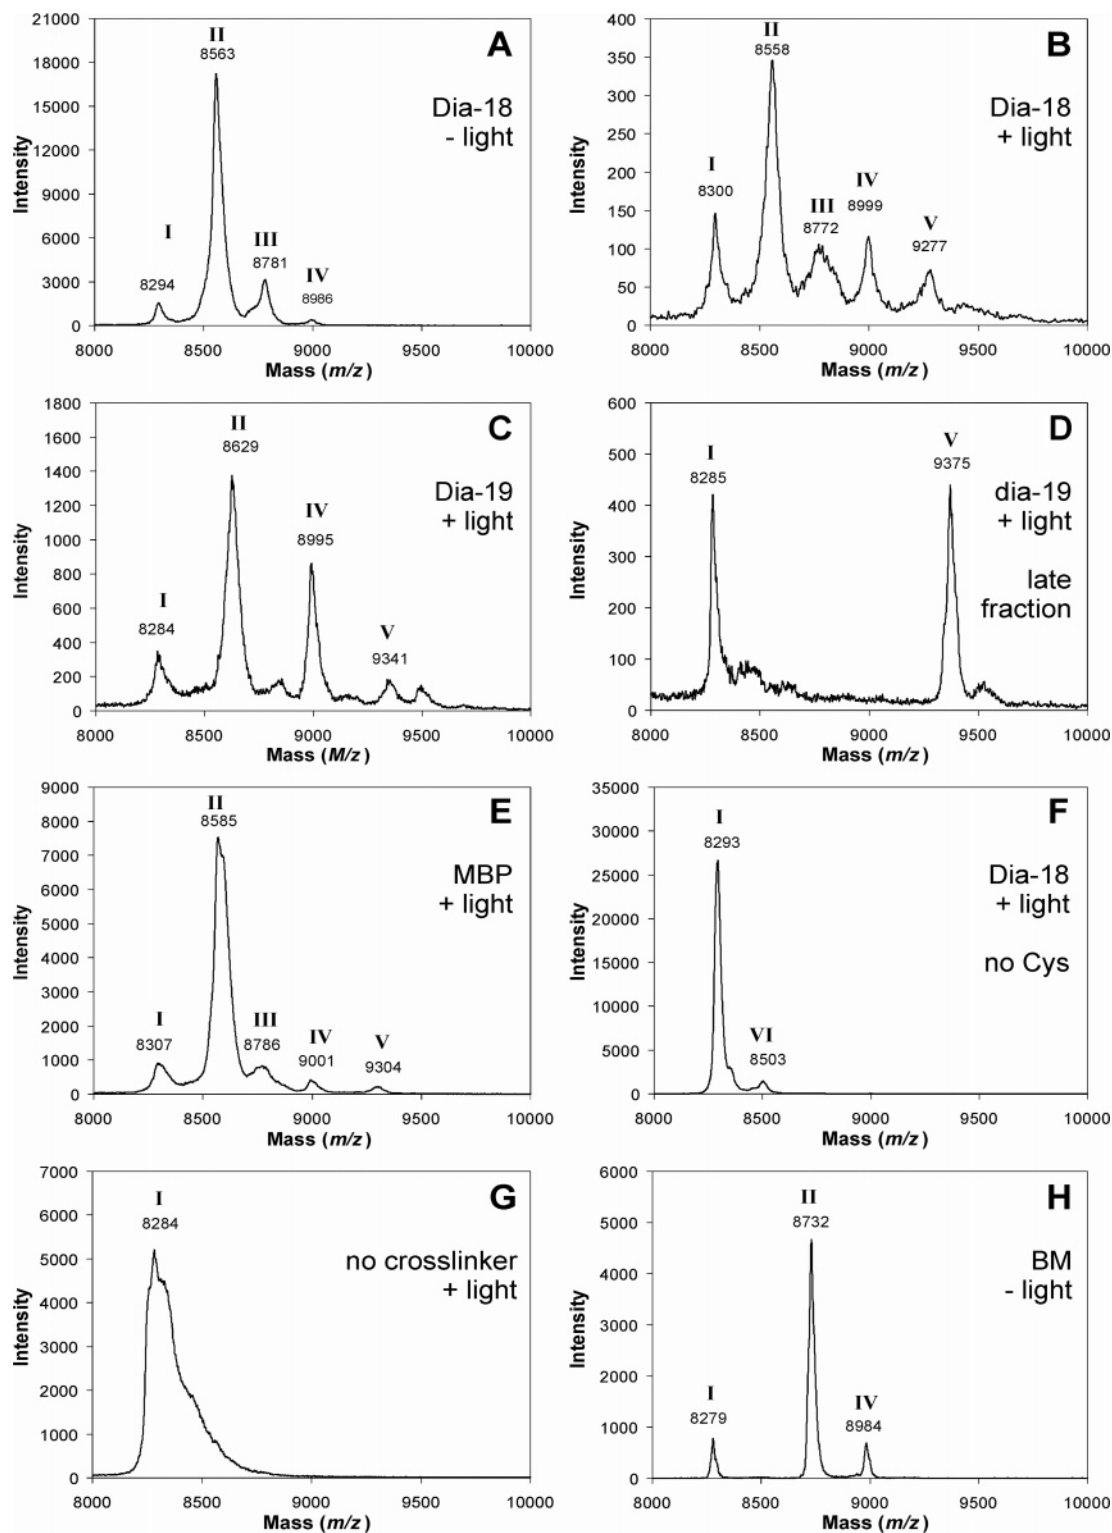 21000
18000
15000
12000
9000
6000
3000
0
Intensity
II
8563
A
Dia-18
- light
I
8294
III
8781
IV
8986
8000 8500 9000 9500 10000
Mass (m/z)
400
350
300
250
200
150
100
50
0
Intensity
II
8558
B
Dia-18
+ light
I
8300
III
8772
IV
8999
V
9277
8000 8500 9000 9500 10000
Mass (m/z)
1800
1600
1400
1200
1000
800
600
400
200
0
Intensity
II
8629
C
Dia-19
+ light
I
8284
IV
8995
V
9341
8000 8500 9000 9500 10000
Mass (M/z)
600
500
400
300
200
100
0
Intensity
I
8285
V
9375
D
dia-19
+ light
late
fraction
8000 8500 9000 9500 10000
Mass (m/z)
9000
8000
7000
6000
5000
4000
3000
2000
1000
0
Intensity
II
8585
E
MBP
+ light
I
8307
III
8786
IV
9001
V
9304
8000 8500 9000 9500 10000
Mass (m/z)
35000
30000
25000
20000
15000
10000
5000
0
Intensity
I
8293
F
Dia-18
+ light
no Cys
VI
8503
8000 8500 9000 9500 10000
Mass (m/z)
7000
6000
5000
4000
3000
2000
1000
0
Intensity
I
8284
G
no crosslinker
+ light
8000 8500 9000 9500 10000
Mass (m/z)
6000
5000
4000
3000
2000
1000
0
Intensity
II
8732
H
BM
- light
I
8279
IV
8984
8000 8500 9000 9500 10000
Mass (m/z)